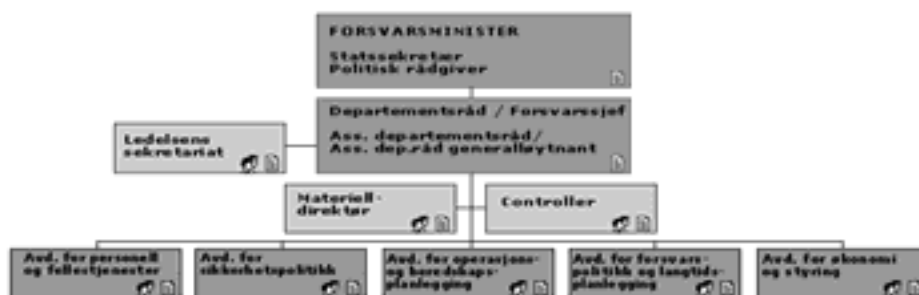 FORSVARSMINISTER
Statssekretær
Politisk rådgiver
Departementsråd / Forsvarssjef
Ass. departementsråd/
Ass. dep.råd generalløytnant
Ledelsens
sekretariat
Materiell-
direktør
Controller
Avd. for personell
og fellestjenester
Avd. for
sikkerhetspolitikk
Avd. for operasjons-
og beredskaps-
planlegging
Avd. for forsvars-
politikk og langtids-
planlegging
Avd. for økonomi
og styring